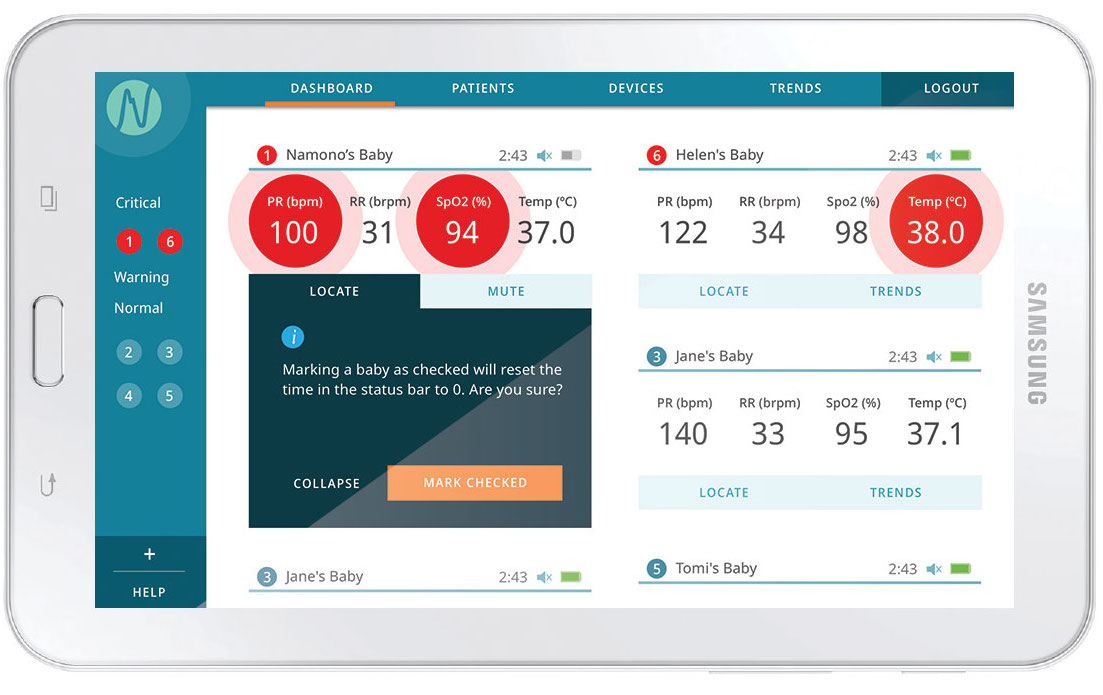 DASHBOARD PATIENTS DEVICES TRENDS LOGOUT
Critical
1 6
Warning
Normal
2 3
4 5
+
HELP
1 Namono's Baby 2:43
PR (bpm) RR (brpm) SpO2 (%) Temp (°C)
100 31 94 37.0
LOCATE MUTE
i
Marking a baby as checked will reset the
time in the status bar to 0. Are you sure?
COLLAPSE MARK CHECKED
3 Jane's Baby 2:43
6 Helen's Baby 2:43
PR (bpm) RR (brpm) Spo2 (%) Temp (°C)
122 34 98 38.0
LOCATE TRENDS
3 Jane's Baby 2:43
PR (bpm) RR (brpm) SpO2 (%) Temp (°C)
140 33 95 37.1
LOCATE TRENDS
5 Tomi's Baby 2:43
SAMSUNG